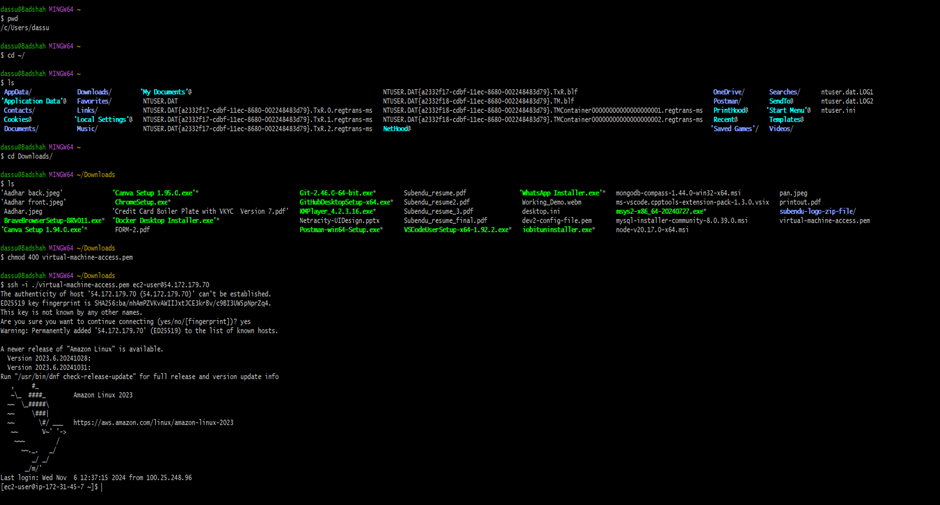 dassu@Badshah MINGW64 ~
$ pwd
/c/Users/dassu
dassu@Badshah MINGW64 ~
$ cd ~/
dassu@Badshah MINGW64 ~
$ ls
AppData/ Downloads/ 'My Documents'@ NTUSER.DAT{a2332f17-cdbf-11ec-8680-002248483d79}.TxR.blf OneDrive/ Searches/ ntuser.dat.LOG1
'Application Data'@ Favorites/ NTUSER.DAT NTUSER.DAT{a2332f18-cdbf-11ec-8680-002248483d79}.TM.blf Postman/ SendTo@ ntuser.dat.LOG2
Contacts/ Links/ NTUSER.DAT{a2332f17-cdbf-11ec-8680-002248483d79}.TxR.0.regtrans-ms NTUSER.DAT{a2332f18-cdbf-11ec-8680-002248483d79}.TMContainer00000000000000000001.regtrans-ms PrintHood@ 'Start Menu'@ ntuser.ini
Cookies@ 'Local Settings'@ NTUSER.DAT{a2332f17-cdbf-11ec-8680-002248483d79}.TxR.1.regtrans-ms NTUSER.DAT{a2332f18-cdbf-11ec-8680-002248483d79}.TMContainer00000000000000000002.regtrans-ms Recent@ Templates@
Documents/ Music/ NTUSER.DAT{a2332f17-cdbf-11ec-8680-002248483d79}.TxR.2.regtrans-ms NetHood@ 'Saved Games'/ Videos/
dassu@Badshah MINGW64 ~
$ cd Downloads/
dassu@Badshah MINGW64 ~/Downloads
$ ls
'Aadhar back.jpeg' 'Canva Setup 1.95.0.exe'* Git-2.46.0-64-bit.exe* Subendu_resume.pdf 'WhatsApp Installer.exe'* mongodb-compass-1.44.0-win32-x64.msi pan.jpeg
'Aadhar front.jpeg' ChromeSetup.exe* GitHubDesktopSetup-x64.exe* Subendu_resume2.pdf Working_Demo.webm ms-vscode.cpptools-extension-pack-1.3.0.vsix printout.pdf
Aadhar.jpeg 'Credit Card Boiler Plate with VKYC Version 7.pdf' KMPlayer_4.2.3.16.exe* Subendu_resume_3.pdf desktop.ini msys2-x86_64-20240727.exe* subendu-logo-zip-file/
BraveBrowserSetup-BRV011.exe* 'Docker Desktop Installer.exe'* Netracity-UIDesign.pptx Subendu_resume_final.pdf dev2-config-file.pem mysql-installer-community-8.0.39.0.msi virtual-machine-access.pem
'Canva Setup 1.94.0.exe'* FORM-2.pdf Postman-win64-Setup.exe* VSCodeUserSetup-x64-1.92.2.exe* iobituninstaller.exe* node-v20.17.0-x64.msi
dassu@Badshah MINGW64 ~/Downloads
$ chmod 400 virtual-machine-access.pem
dassu@Badshah MINGW64 ~/Downloads
$ ssh -i ./virtual-machine-access.pem ec2-user@54.172.179.70
The authenticity of host '54.172.179.70 (54.172.179.70)' can't be established.
ED25519 key fingerprint is
This key is not known by any other names.
Are you sure you want to continue connecting (yes/no/[fingerprint])? yes
Warning: Permanently added '54.172.179.70' (ED25519) to the list of known hosts.
A newer release of "Amazon Linux" is available.
Version 2023.6.20241028:
Version 2023.6.20241031:
Run "/usr/bin/dnf check-release-update" for full release and version update info
Amazon Linux 2023
https://aws.amazon.com/linux/amazon-linux-2023
Last login: Wed Nov 6 12:37:15 2024 from 100.25.248.96
[ec2-user@ip-172-31-45-7 ~]$